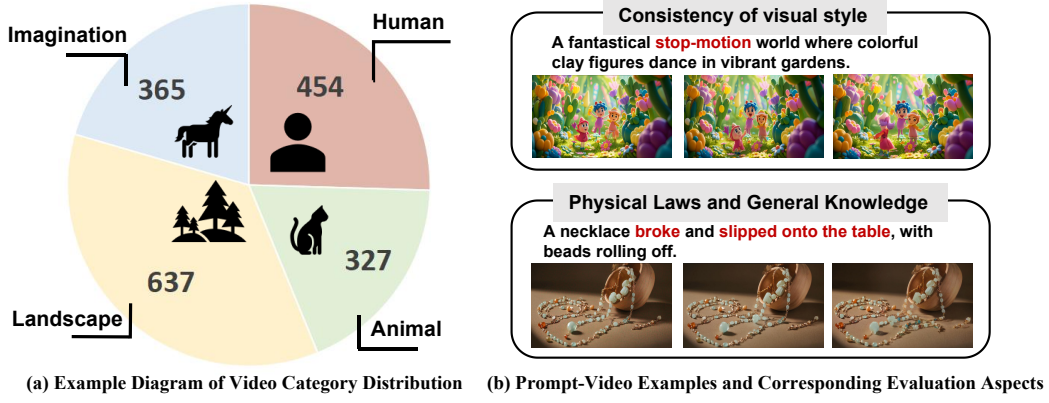 Imagination
Human
365
454
637
327
Landscape
Animal
(a) Example Diagram of Video Category Distribution
Consistency of visual style
A fantastical stop-motion world where colorful
clay figures dance in vibrant gardens.
Physical Laws and General Knowledge
A necklace broke and slipped onto the table, with
beads rolling off.
(b) Prompt-Video Examples and Corresponding Evaluation Aspects